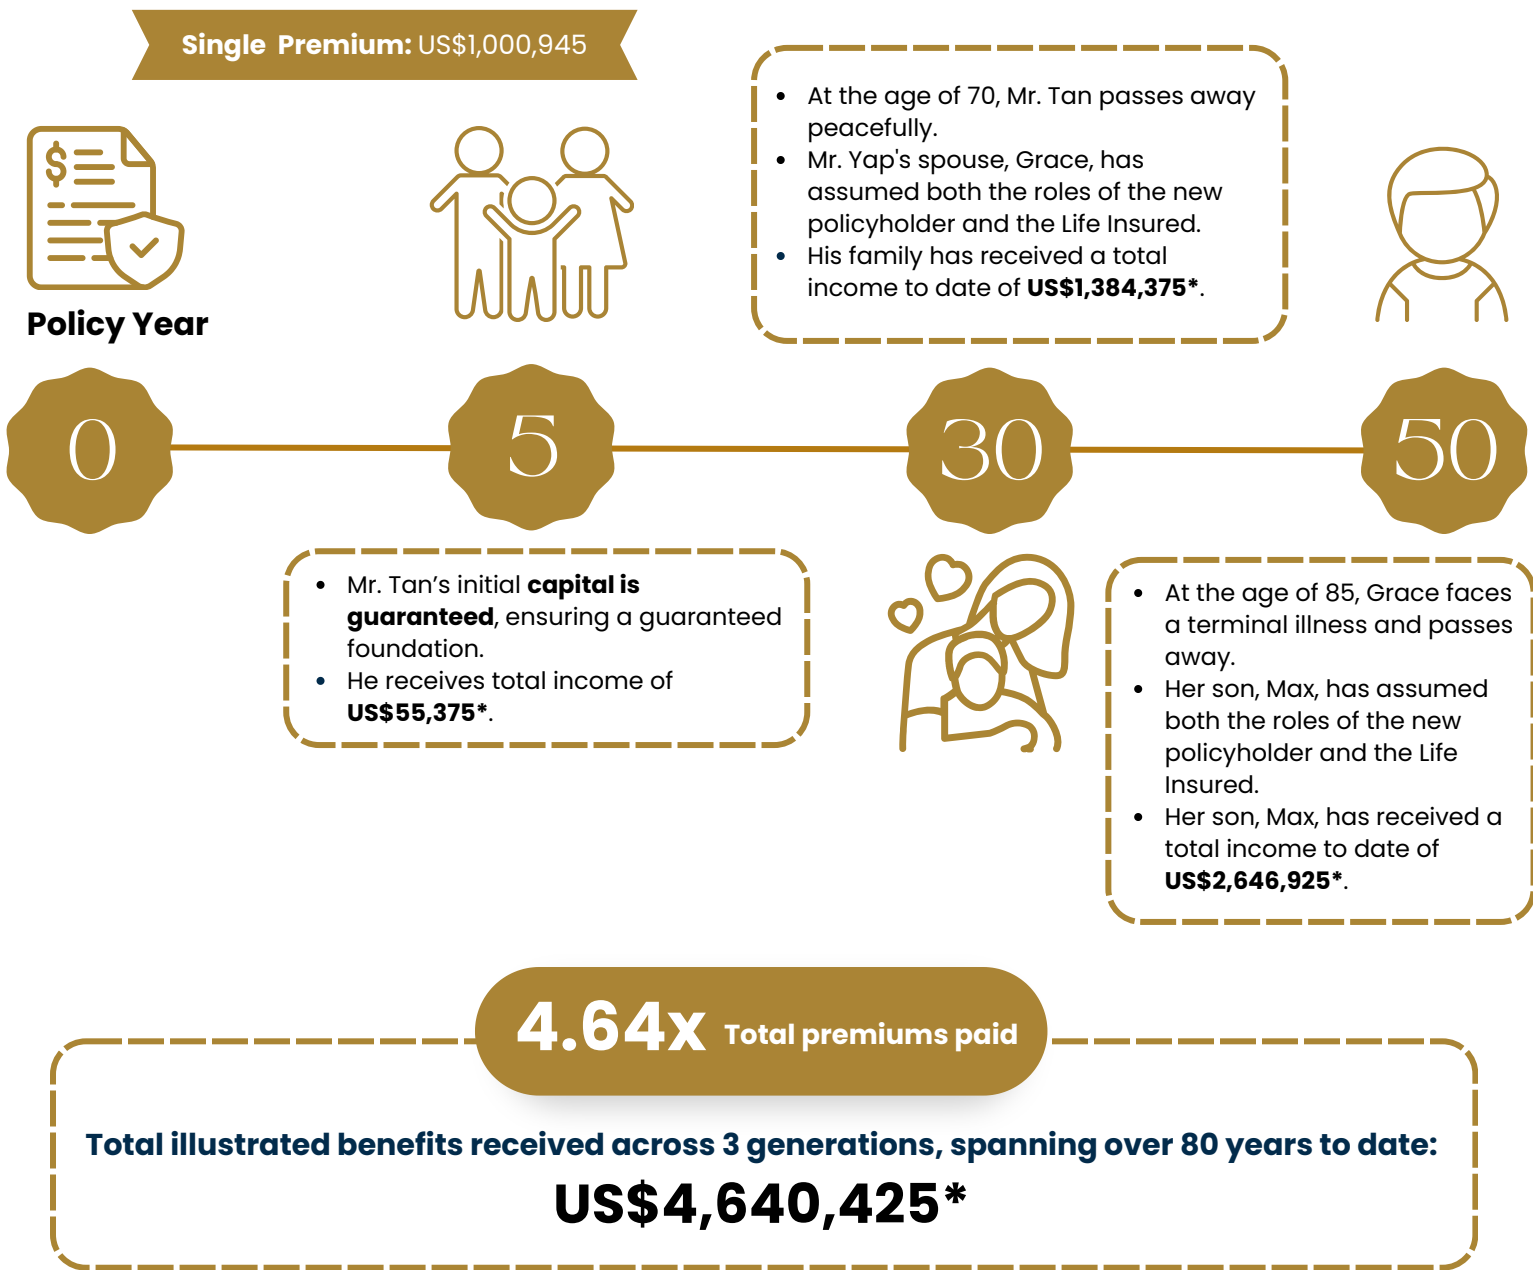 Single Premium: US$1,000,945
$
Policy Year
• At the age of 70, Mr. Tan passes away
peacefully.
• Mr. Yap's spouse, Grace, has
assumed both the roles of the new
policyholder and the Life Insured.
• His family has received a total
income to date of US$1,384,375*.
0
5
30
50
• Mr. Tan’s initial capital is
guaranteed, ensuring a guaranteed
foundation.
• He receives total income of
US$55,375*.
• At the age of 85, Grace faces
a terminal illness and passes
away.
• Her son, Max, has assumed
both the roles of the new
policyholder and the Life
Insured.
• Her son, Max, has received a
total income to date of
US$2,646,925*.
4.64x Total premiums paid
Total illustrated benefits received across 3 generations, spanning over 80 years to date:
US$4,640,425*